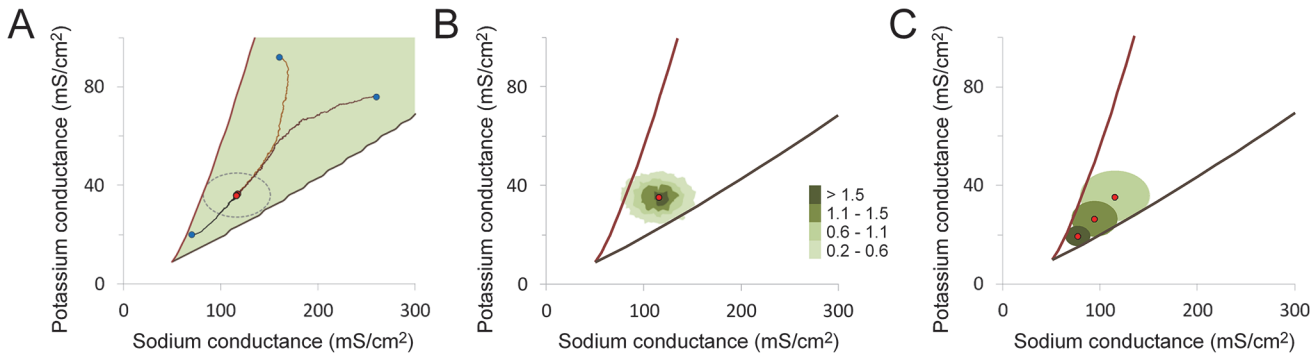 A
Potassium conductance (mS/cm²)
80
40
0
0 100 200 300
Sodium conductance (mS/cm²)
B
Potassium conductance (mS/cm²)
80
40
0
> 1.5
1.1 - 1.5
0.6 - 1.1
0.2 - 0.6
0 100 200 300
Sodium conductance (mS/cm²)
C
Potassium conductance (mS/cm²)
80
40
0
0 100 200 300
Sodium conductance (mS/cm²)